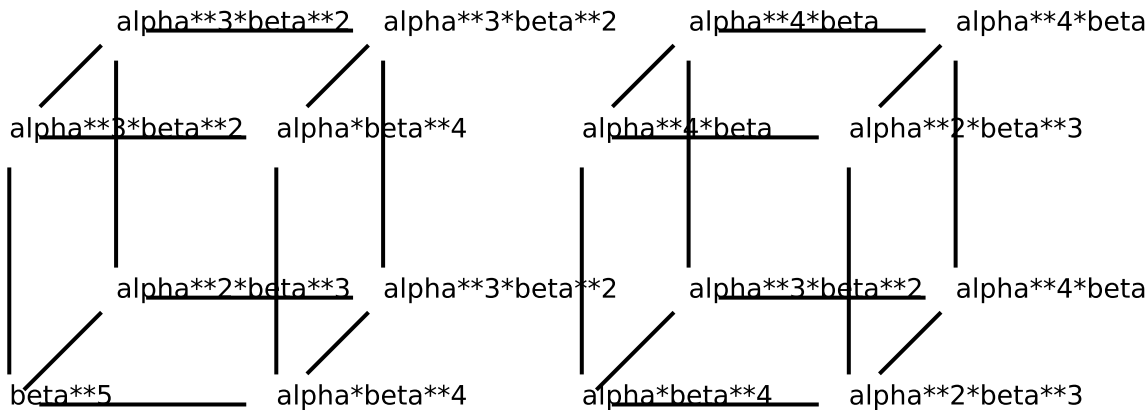 alpha**3*beta**2 alpha**3*beta**2 alpha**4*beta alpha**4*beta
alpha**3*beta**2 alpha*beta**4 alpha**4*beta alpha**2*beta**3
alpha**2*beta**3 alpha**3*beta**2 alpha**3*beta**2 alpha**4*beta
beta**5 alpha*beta**4 alpha*beta**4 alpha**2*beta**3